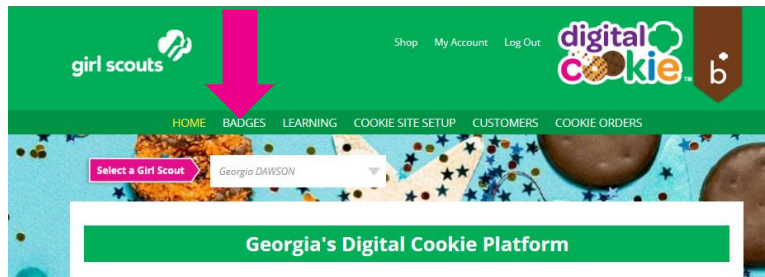 girl scouts
Shop My Account Log Out
digital
cookie™
b
HOME BADGES LEARNING COOKIE SITE SETUP CUSTOMERS COOKIE ORDERS
Select a Girl Scout
Georgia DAWSON
Georgia's Digital Cookie Platform